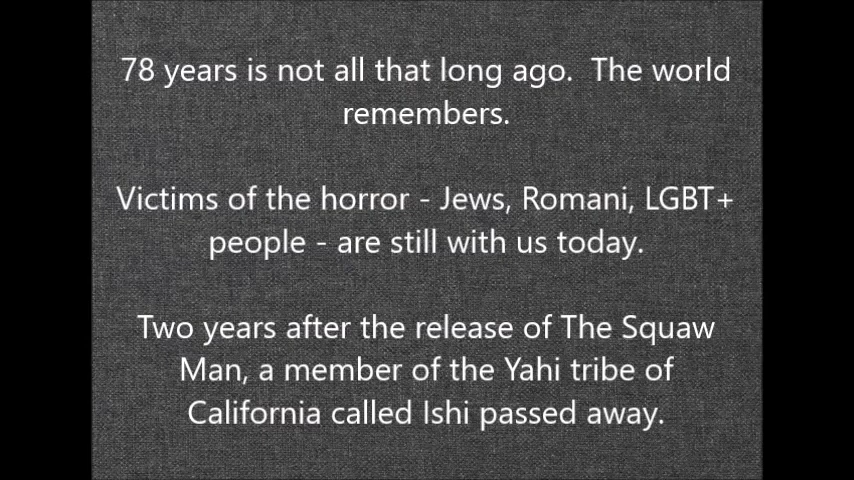 78 years is not all that long ago.  The world
remembers.
Victims of the horror - Jews, Romani, LGBT+
people - are still with us today.
Two years after the release of The Squaw
Man, a member of the Yahi tribe of
California called Ishi passed away.